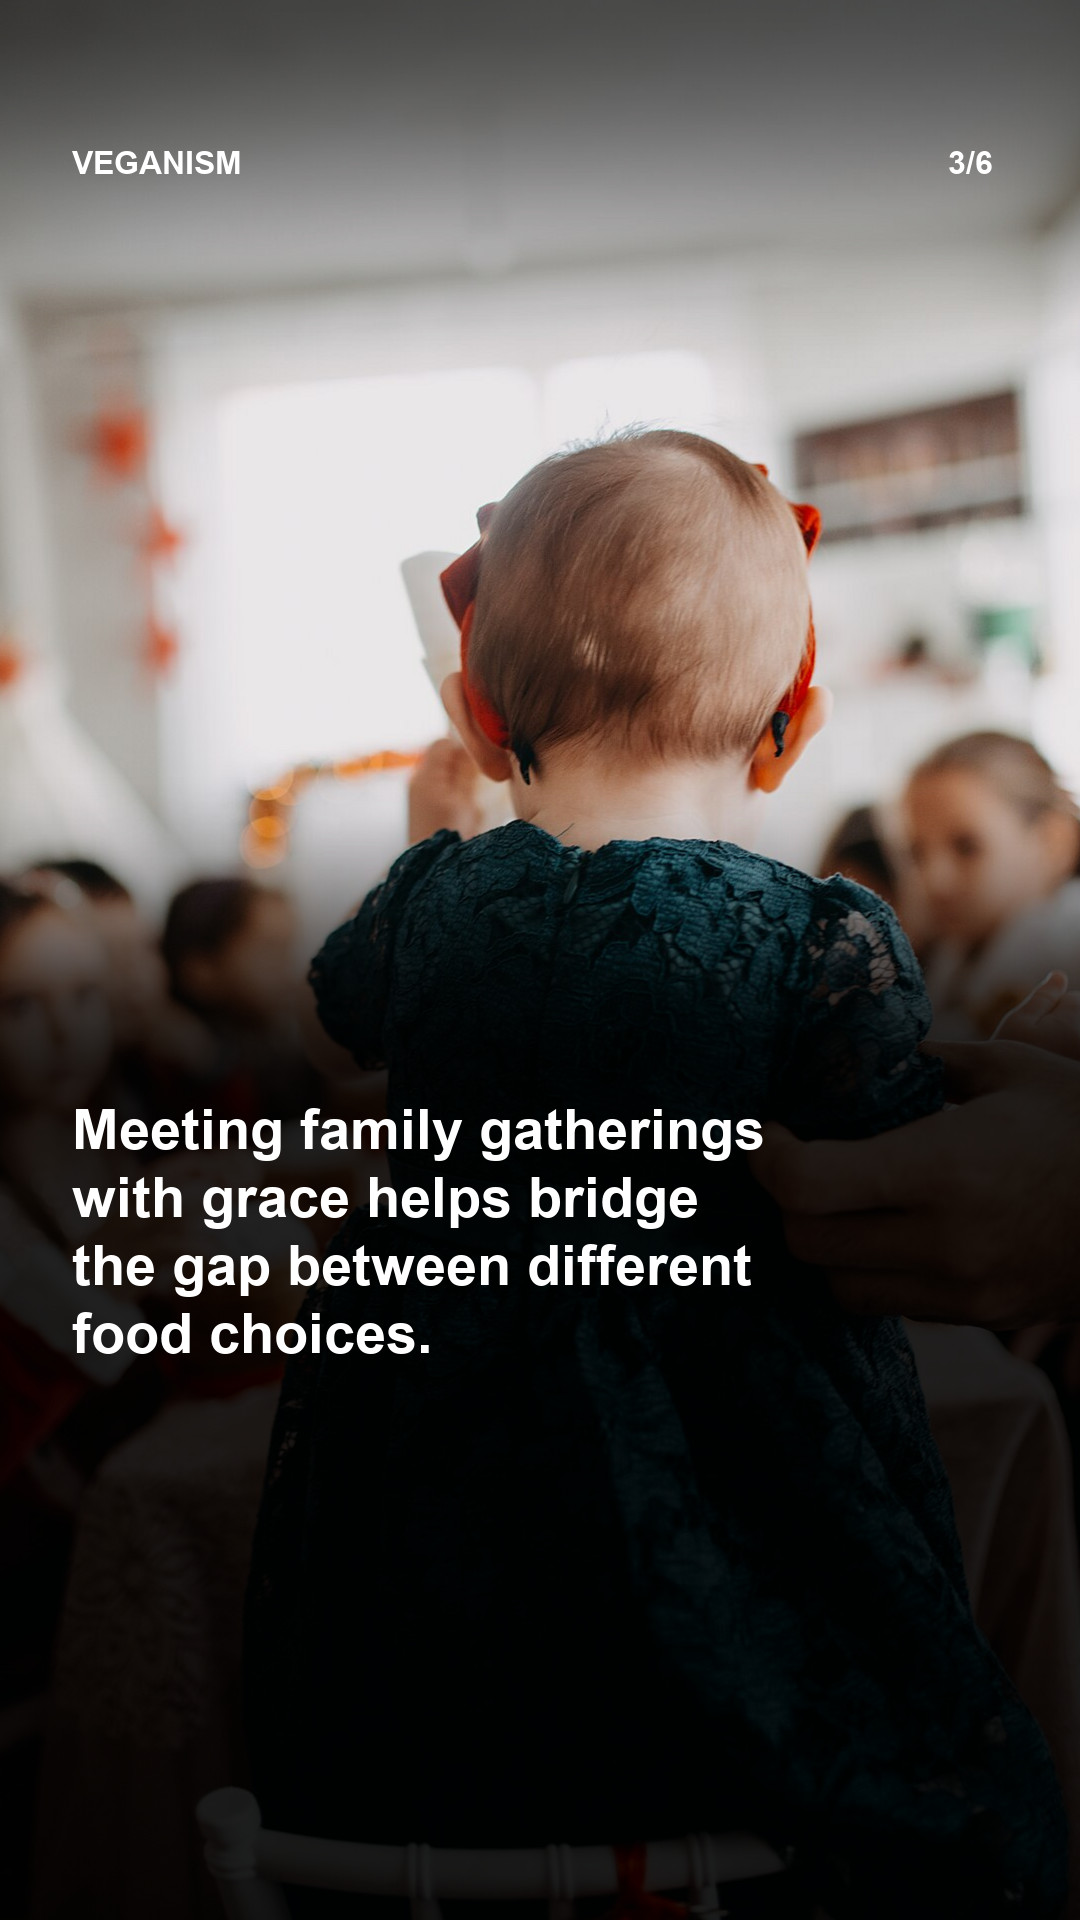 VEGANISM
3/6
Meeting family gatherings
with grace helps bridge
the gap between different
food choices.